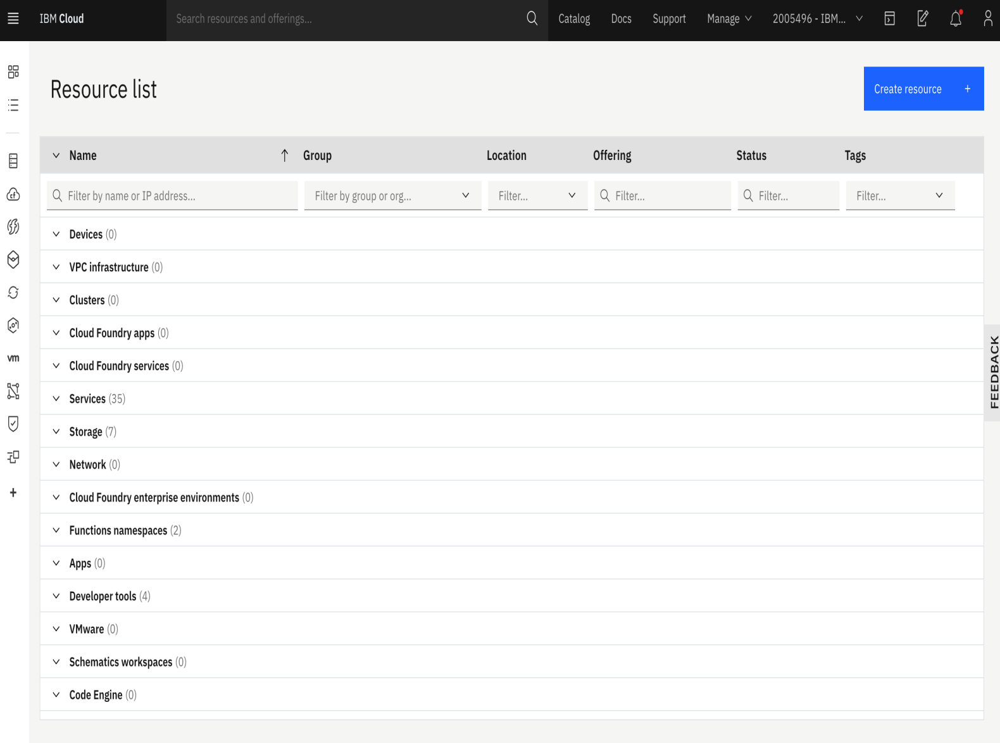 IBM Cloud Search resources and offerings... Catalog Docs Support Manage 2005496 - IBM...
Resource list
Create resource +
Name Group Location Offering Status Tags
Filter by name or IP address... Filter by group or org... Filter... Filter... Filter... Filter...
Devices (0)
VPC infrastructure (0)
Clusters (0)
Cloud Foundry apps (0)
cf
Cloud Foundry services (0)
vm
Services (35)
Storage (7)
Network (0)
Cloud Foundry enterprise environments (0)
Functions namespaces (2)
Apps (0)
Developer tools (4)
VMware (0)
Schematics workspaces (0)
Code Engine (0)
FEEDBACK